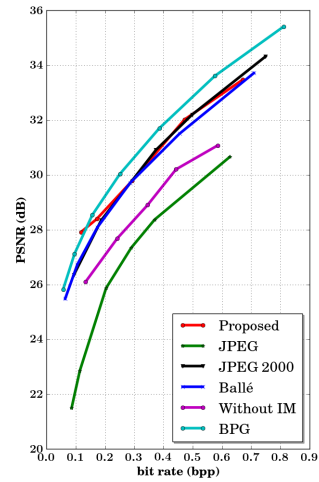 36
34
32
30
28
26
24
22
20
PSNR (dB)
Proposed
JPEG
JPEG 2000
Ballé
Without IM
BPG
0.0 0.1 0.2 0.3 0.4 0.5 0.6 0.7 0.8 0.9
bit rate (bpp)